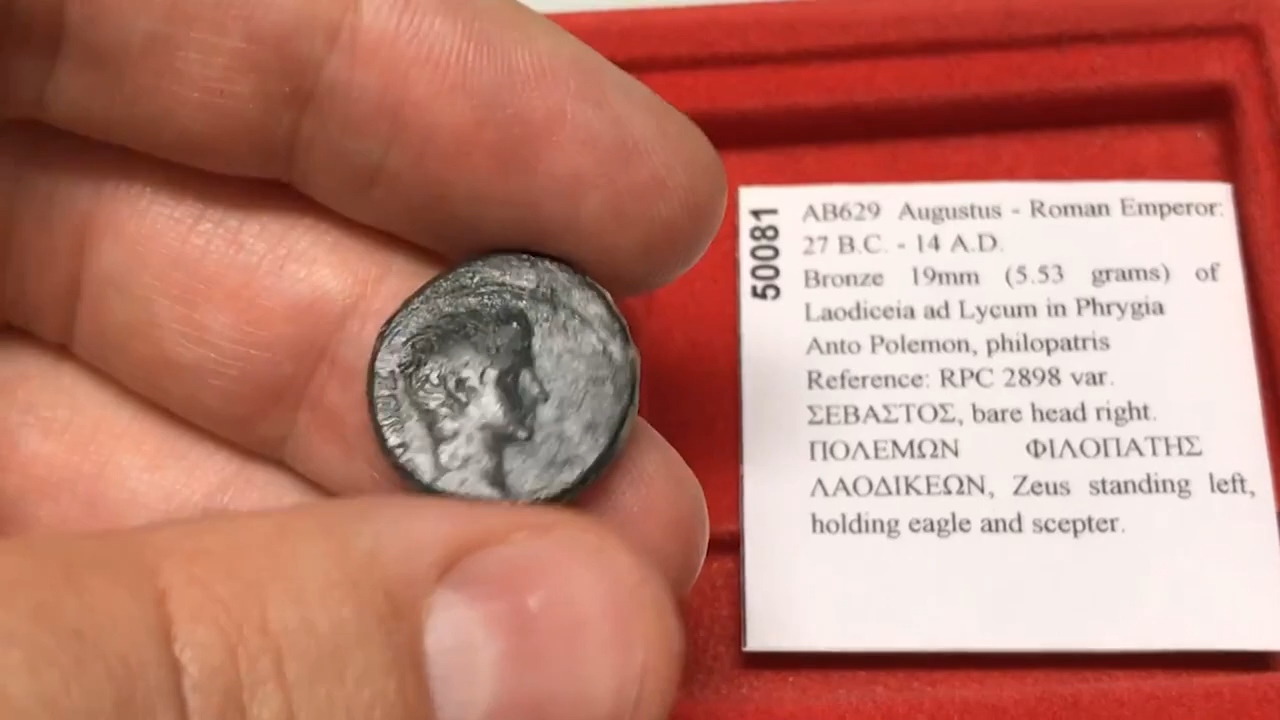 50081
AB629 Augustus - Roman Emperor:
27 B.C. - 14 A.D.
Bronze 19mm (5.53 grams) of
Laodiceia ad Lycum in Phrygia
Anto Polemon, philopatris
Reference: RPC 2898 var.
ΣΕΒΑΣΤΟΣ, bare head right.
ΠΟΛΕΜΩΝ ΦΙΛΟΠΑΤΗΣ
ΛΑΟΔΙΚΕΩΝ, Zeus standing left,
holding eagle and scepter.